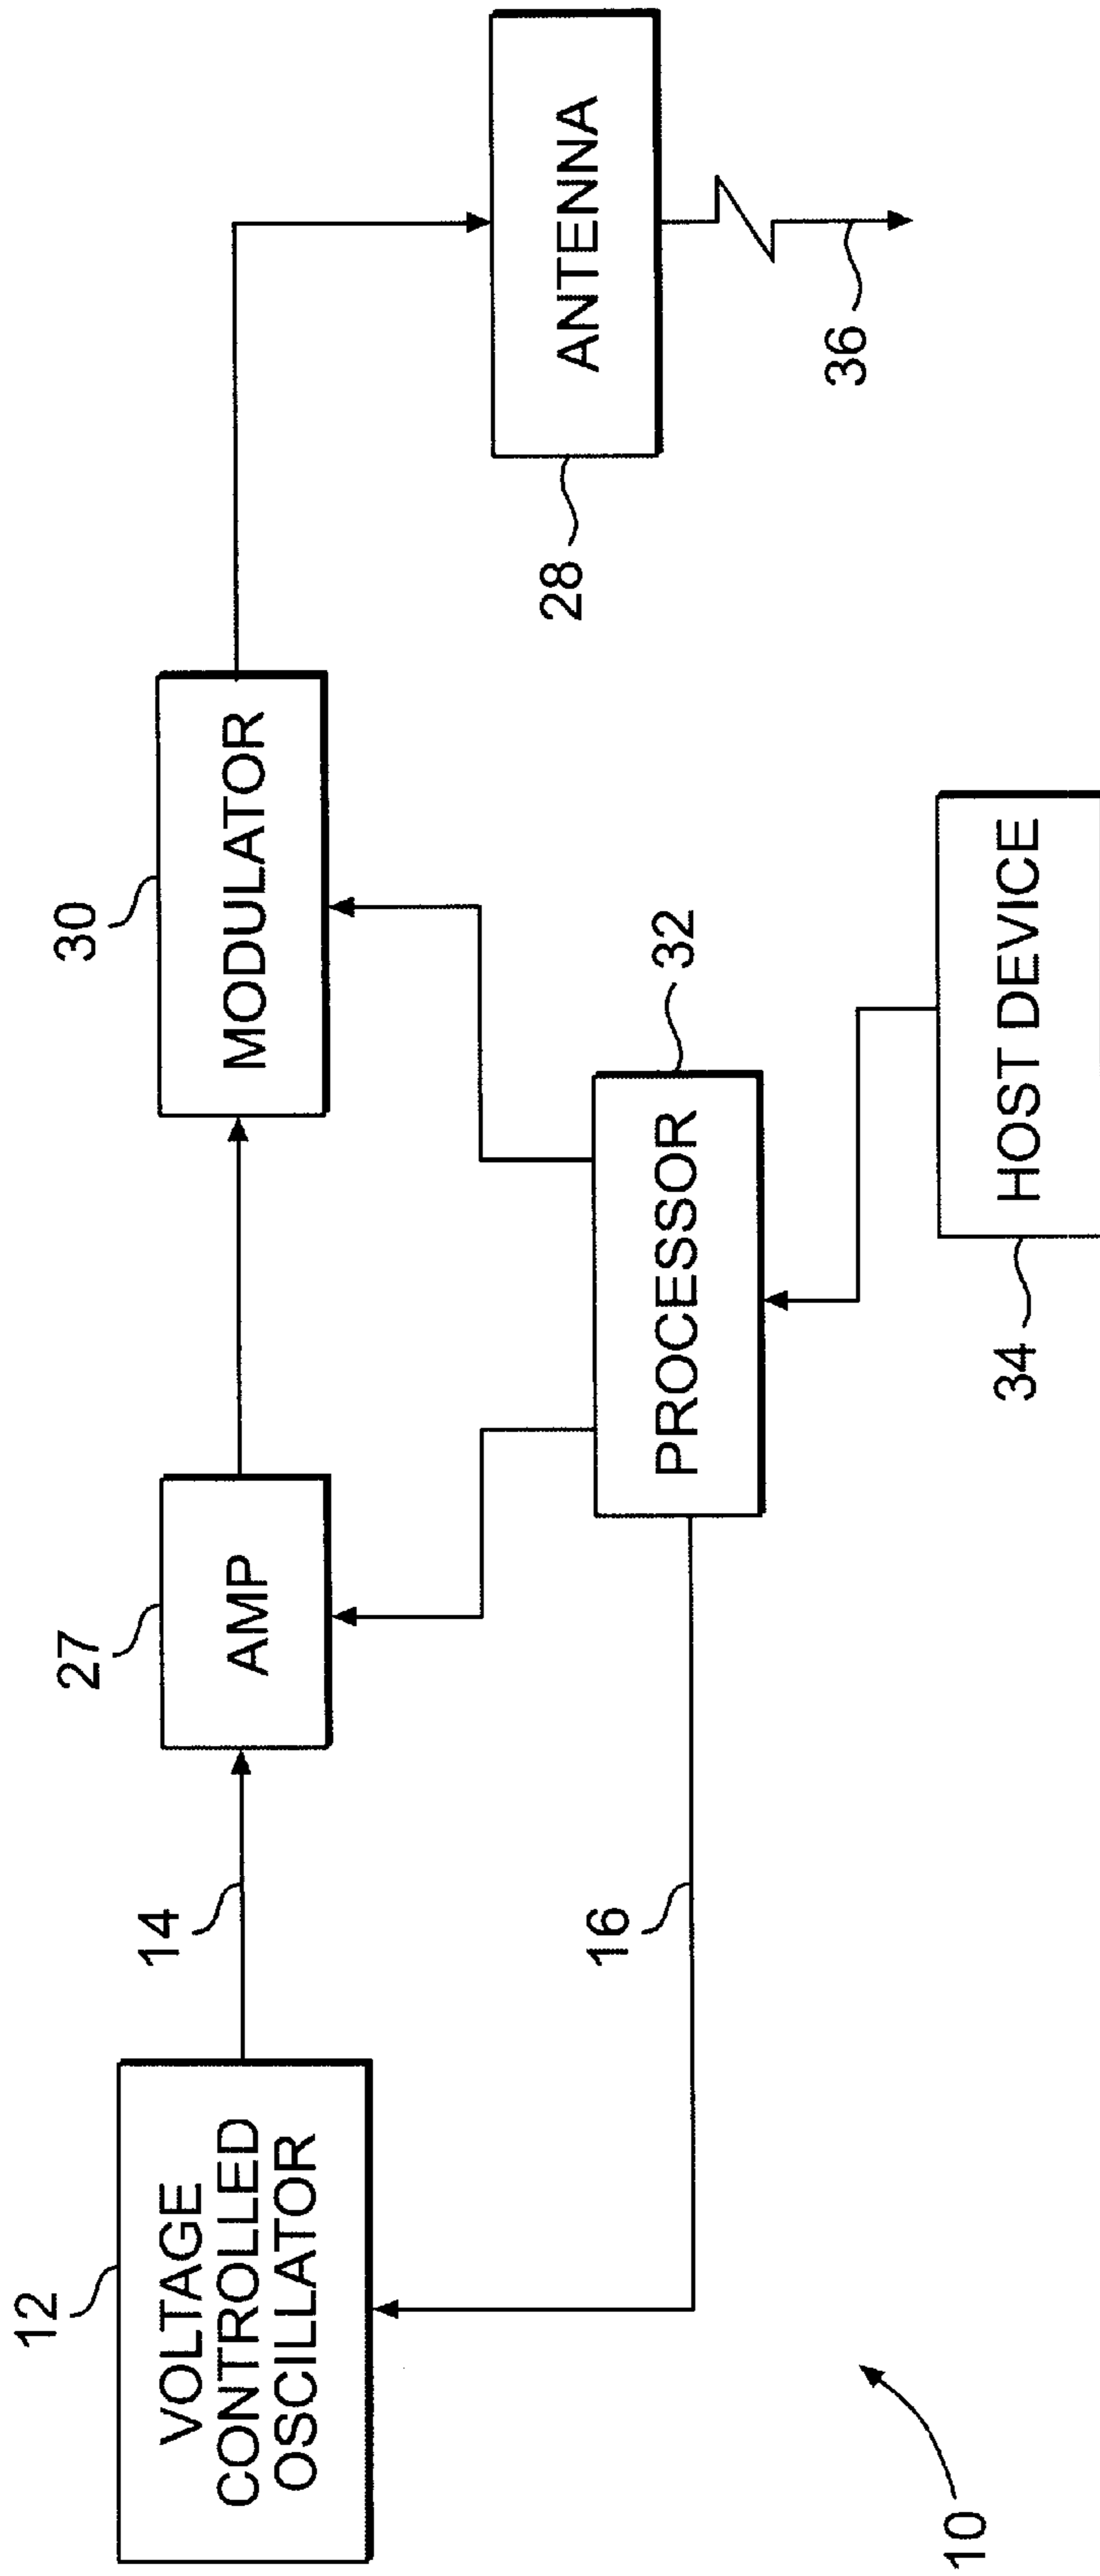 12
VOLTAGE
CONTROLLED
OSCILLATOR
14
27
AMP
30
MODULATOR
28
ANTENNA
36
16
PROCESSOR
32
34
HOST DEVICE
10